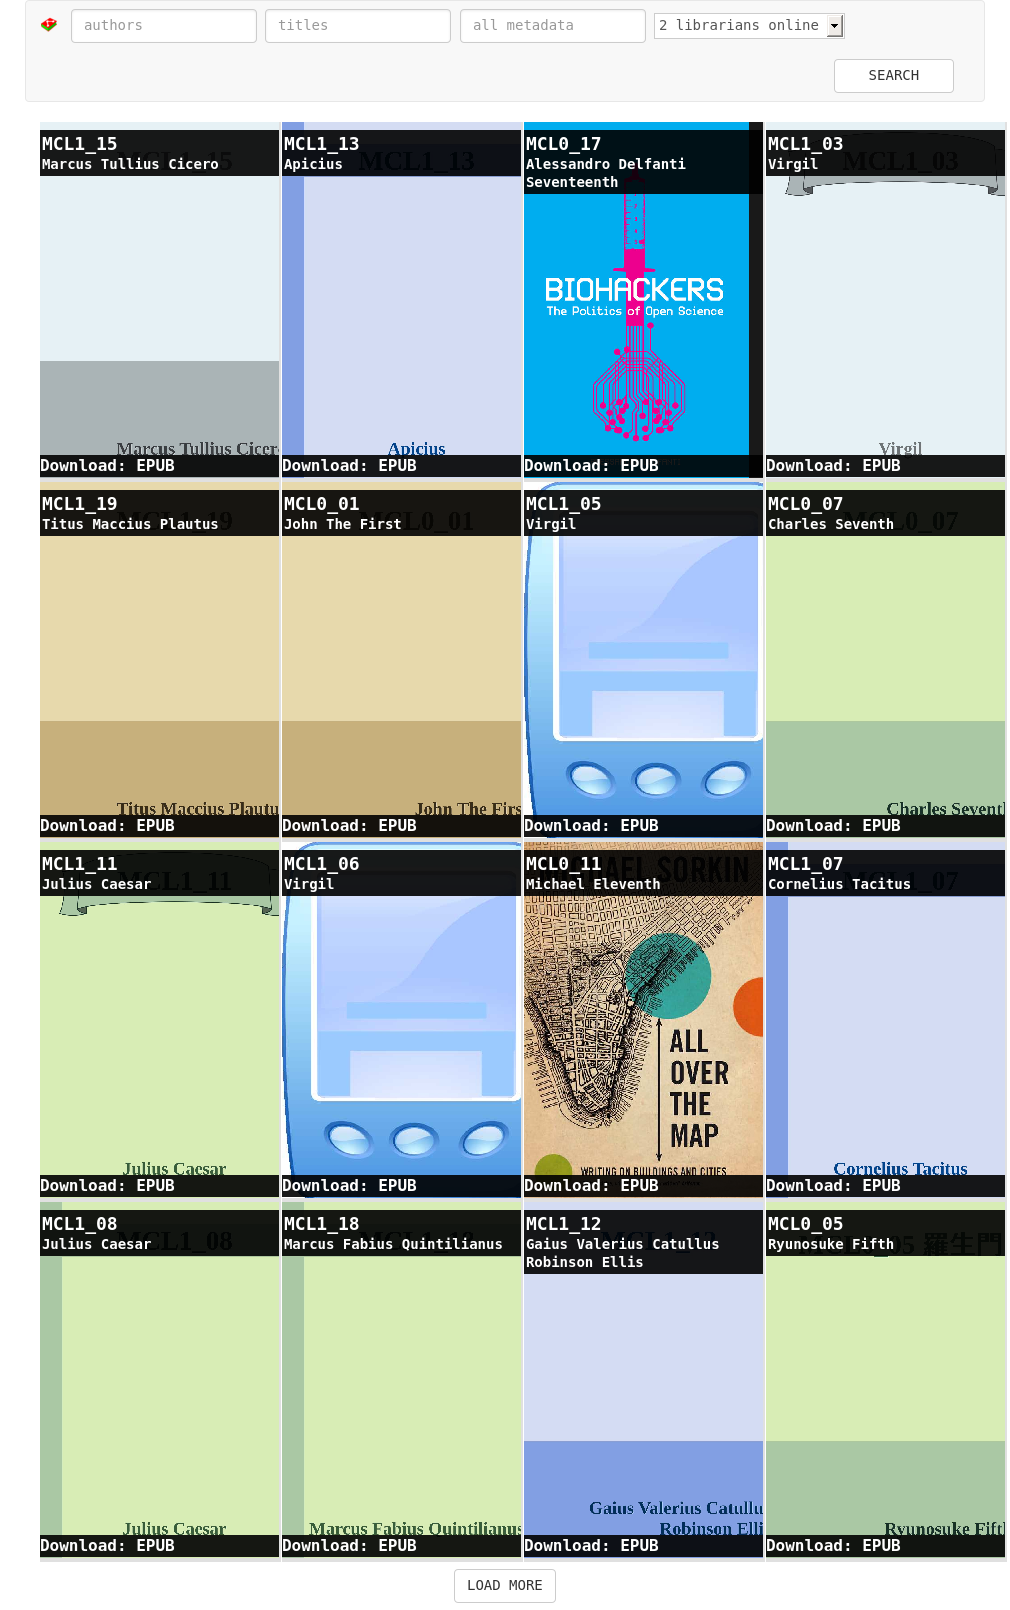 authors titles all metadata 2 librarians online
SEARCH
MCL1_15
Marcus Tullius Cicero
Marcus Tullius Cicer
Download: EPUB
MCL1_13
MCL1_13
Apicius
Apicius
Download: EPUB
MCL0_17
Alessandro Delfanti
Seventeenth
BIOHACKERS
The Politics of Open Science
Download: EPUB
MCL1_03
MCL1_03
Virgil
Virgil
Download: EPUB
MCL1_19
Titus Maccius Plautus
Titus Maccius Plautu
Download: EPUB
MCL0_01
John The First
John The Firs
Download: EPUB
MCL1_05
Virgil
Download: EPUB
MCL0_07
MCL0_07
Charles Seventh
Charles Sevent
Download: EPUB
MCL1_11
MCL1_11
Julius Caesar
Julius Caesar
Download: EPUB
MCL1_06
Virgil
Download: EPUB
MCL0_11
MICHAEL SORKIN
Michael Eleventh
ALL
OVER
THE
MAP
WRITING ON BUILDINGS AND CITIES
Download: EPUB
MCL1_07
Cornelius Tacitus
Cornelius Tacitus
Download: EPUB
MCL1_08
Julius Caesar
Julius Caesar
Download: EPUB
MCL1_18
Marcus Fabius Quintilianus
Marcus Fabius Quintilianus
Download: EPUB
MCL1_12
Gaius Valerius Catullus
Robinson Ellis
Gaius Valerius Catullu
Robinson Elli
Download: EPUB
MCL0_05
羅生門
Ryunosuke Fifth
Ryunosuke Fift
Download: EPUB
LOAD MORE